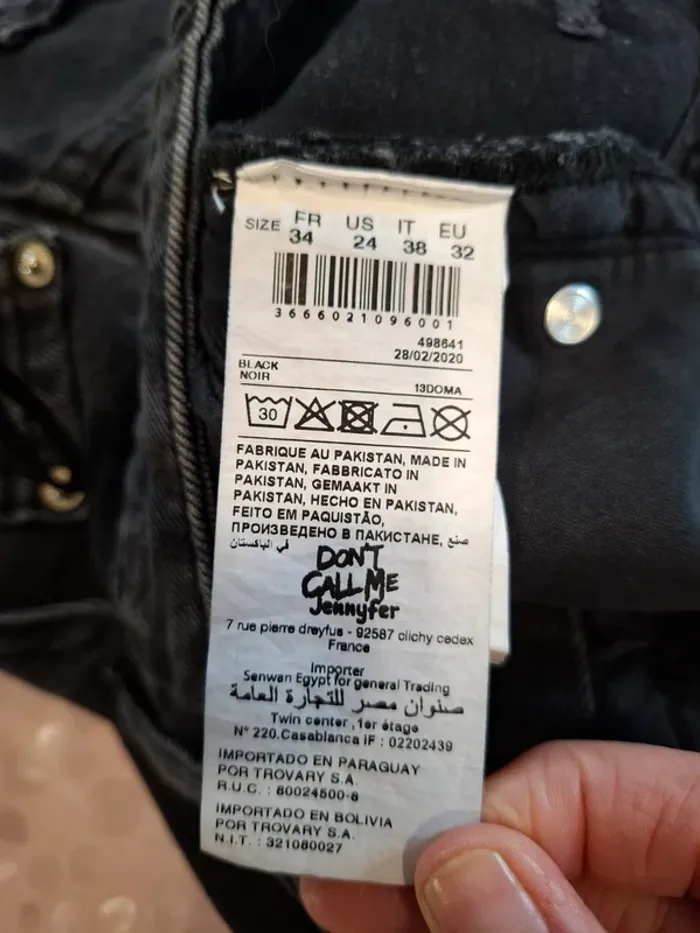 SIZE FR US IT EU
34 24 38 32
3666021096001
498641
28/02/2020
BLACK
NOIR
13DOMA
30
FABRIQUE AU PAKISTAN, MADE IN
PAKISTAN, FABBRICATO IN
PAKISTAN, GEMAAKT IN
PAKISTAN, HECHO EN PAKISTAN,
FEITO EM PAQUISTÃO,
ПРОИЗВЕДЕНО В ПАКИСТАНЕ, صنع
في الباكستان
DON'T
CALL ME
Jennyfer
7 rue pierre dreyfus - 92587 clichy cedex
France
Importer
Senwan Egypt for general Trading
صنوان مصر للتجارة العامة
Twin center ,1er étage
N° 220.Casablanca IF : 02202439
IMPORTADO EN PARAGUAY
POR TROVARY S.A.
R.U.C. : 80024500-8
IMPORTADO EN BOLIVIA
POR TROVARY S.A.
N.I.T. : 321080027